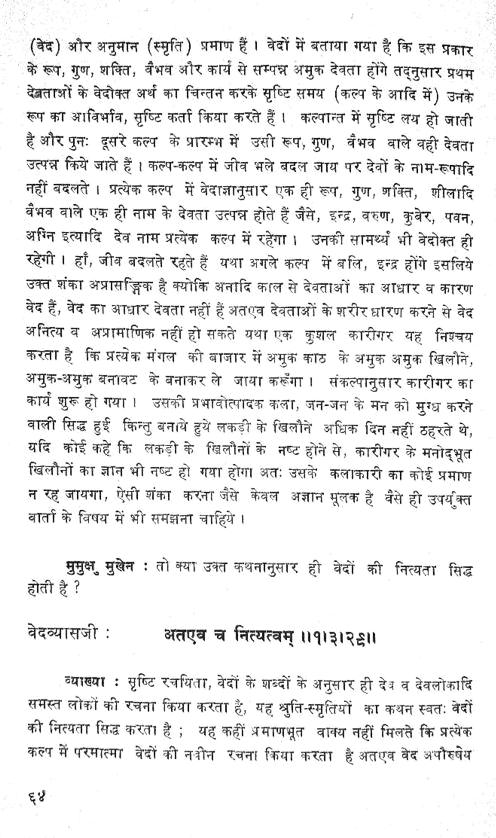 (वेद) और अनुमान (स्मृति) प्रमाण हैं । वेदों में बताया गया है कि इस प्रकार
के रूप, गुण, शक्ति, वैभव और कार्य से सम्पन्न अमुक देवता होंगे तद्नुसार प्रथम
देवताओं के वेदोक्त अर्थ का चिन्तन करके सृष्टि समय (कल्प के आदि में) उनके
रूप का आविर्भाव, सृष्टि कर्ता किया करते हैं । कल्पान्त में सृष्टि लय हो जाती
है और पुनः दूसरे कल्प के प्रारम्भ में उसी रूप, गुण, वैभव वाले वही देवता
उत्पन्न किये जाते हैं । कल्प-कल्प में जीव भले बदल जाय पर देवों के नाम-रूपादि
नहीं बदलते । प्रत्येक कल्प में वेदाज्ञानुसार एक ही रूप, गुण, शक्ति, शीलादि
वैभव वाले एक ही नाम के देवता उत्पन्न होते हैं जैसे, इन्द्र, वरुण, कुबेर, पवन,
अग्नि इत्यादि देव नाम प्रत्येक कल्प में रहेगा । उनकी सामर्थ्य भी वेदोक्त ही
रहेगी । हाँ, जीव बदलते रहते हैं यथा अगले कल्प में बलि, इन्द्र होंगे इसलिये
उक्त शंका अप्रासङ्गिक है क्योंकि अनादि काल से देवताओं का आधार व कारण
वेद हैं, वेद का आधार देवता नहीं हैं अतएव देवताओं के शरीर धारण करने से वेद
अनित्य व अप्रामाणिक नहीं हो सकते यथा एक कुशल कारीगर यह निश्चय
करता है कि प्रत्येक मंगल की बाजार में अमुक काठ के अमुक अमुक खिलौने,
अमुक-अमुक बनावट के बनाकर ले जाया करूँगा । संकल्पानुसार कारीगर का
कार्य शुरू हो गया । उसकी प्रभावोत्पादक कला, जन-जन के मन को मुग्ध करने
वाली सिद्ध हुई किन्तु बनाये हुये लकड़ी के खिलौने अधिक दिन नहीं ठहरते थे,
यदि कोई कहे कि लकड़ी के खिलौनों के नष्ट होने से, कारीगर के मनोद्भूत
खिलौनों का ज्ञान भी नष्ट हो गया होगा अतः उसके कलाकारी का कोई प्रमाण
न रह जायगा, ऐसी शंका करना जैसे केवल अज्ञान मूलक है वैसे ही उपर्युक्त
वार्ता के विषय में भी समझना चाहिये ।
मुमुक्षु मुखेन : तो क्या उक्त कथनानुसार ही वेदों की नित्यता सिद्ध
होती है ?
वेदव्यासजी : अतएव च नित्यत्वम् ॥१।३।२९॥
व्याख्या : सृष्टि रचयिता, वेदों के शब्दों के अनुसार ही देव व देवलोकादि
समस्त लोकों की रचना किया करता है, यह श्रुति-स्मृतियों का कथन स्वतः वेदों
की नित्यता सिद्ध करता है ; यह कहीं प्रमाणभूत वाक्य नहीं मिलते कि प्रत्येक
कल्प में परमात्मा वेदों की नवीन रचना किया करता है अतएव वेद अपौरुषेय
६४